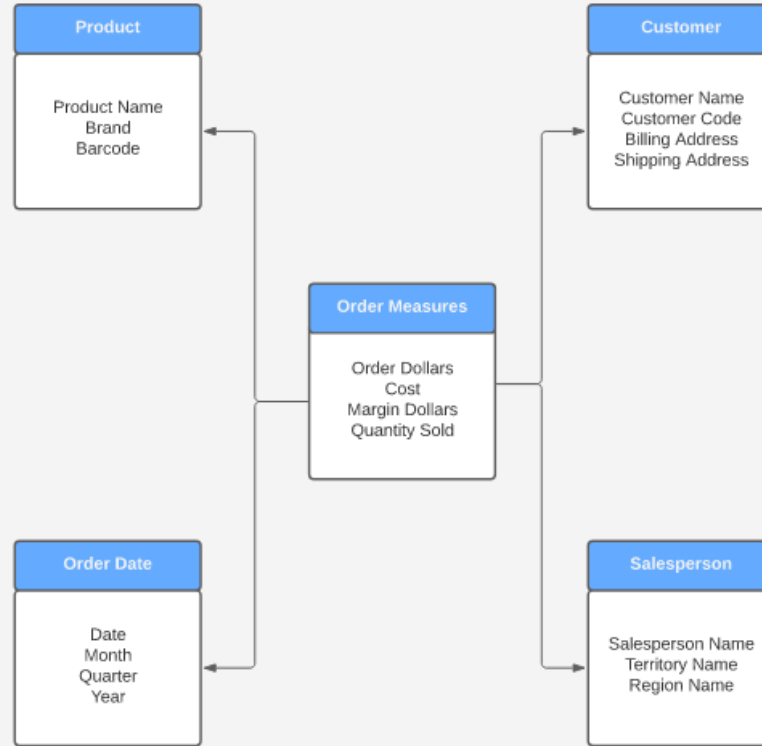 Product
Product Name
Brand
Barcode
Customer
Customer Name
Customer Code
Billing Address
Shipping Address
Order Measures
Order Dollars
Cost
Margin Dollars
Quantity Sold
Order Date
Date
Month
Quarter
Year
Salesperson
Salesperson Name
Territory Name
Region Name